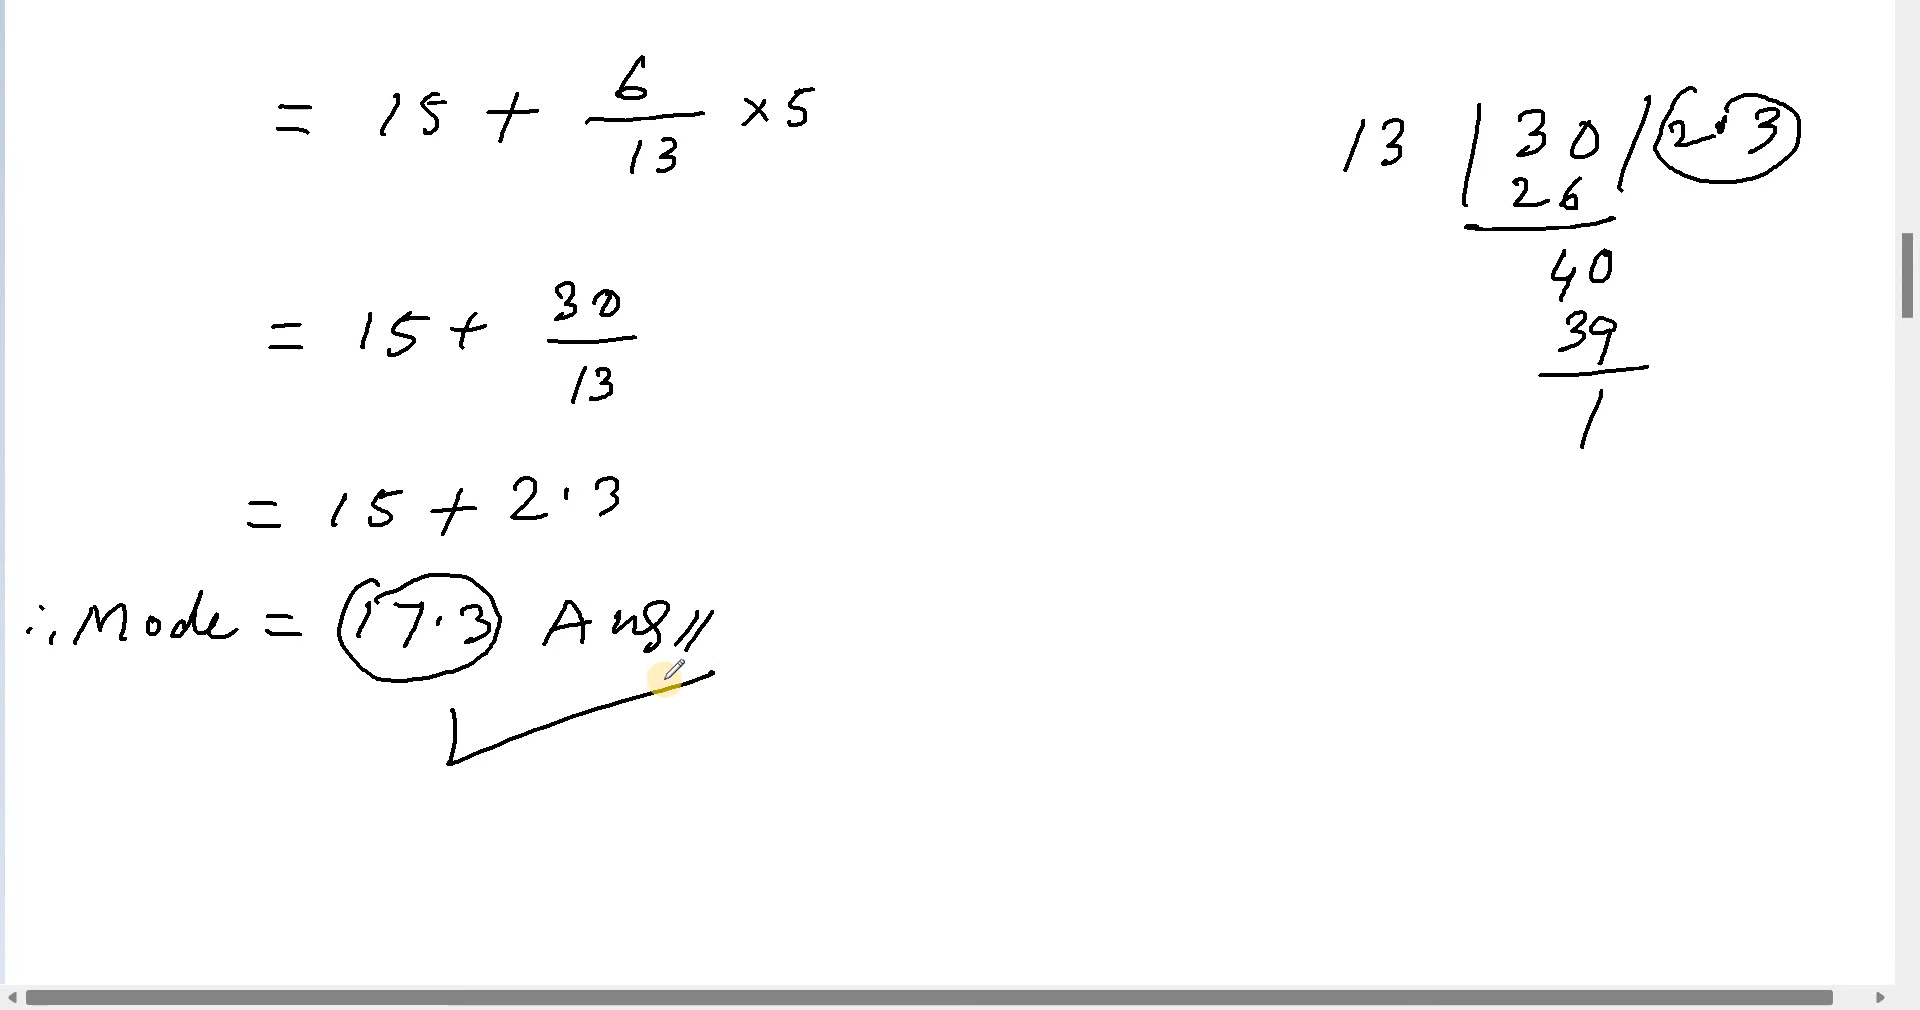 = 15 + 6/13 × 5
= 15 + 30/13
= 15 + 2.3
∴ Mode = 17.3 Ans//
13 | 30 / 2.3
26
40
39
1